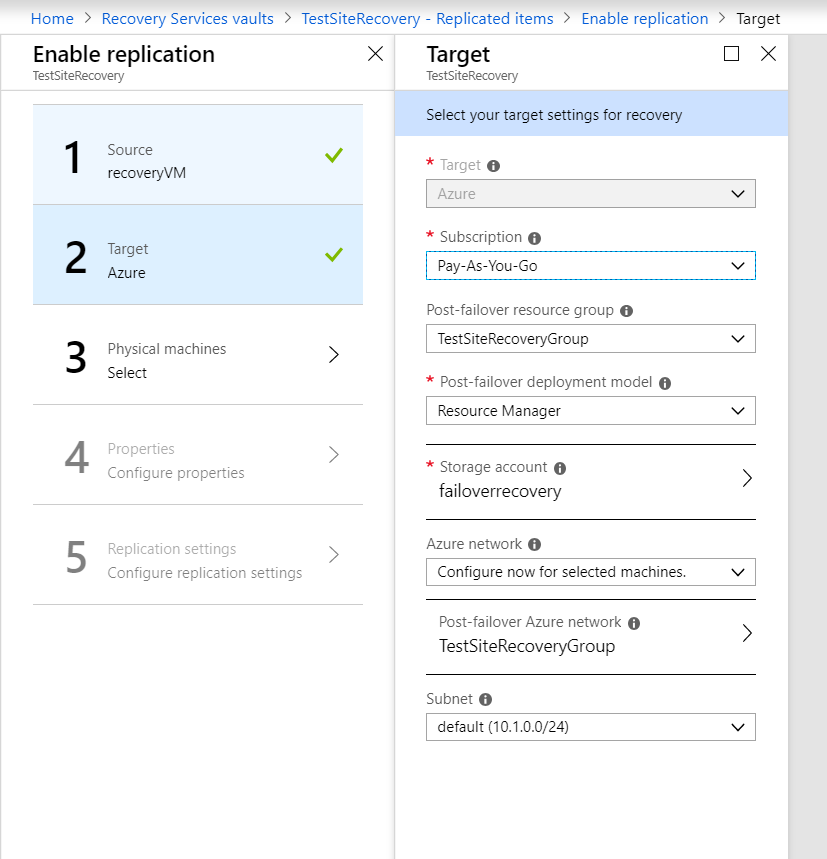 Home > Recovery Services vaults > TestSiteRecovery - Replicated items > Enable replication > Target
Enable replication
TestSiteRecovery
1
Source
recoveryVM
2
Target
Azure
3
Physical machines
Select
4
Properties
Configure properties
5
Replication settings
Configure replication settings
Target
TestSiteRecovery
Select your target settings for recovery
* Target
Azure
* Subscription
Pay-As-You-Go
Post-failover resource group
TestSiteRecoveryGroup
* Post-failover deployment model
Resource Manager
* Storage account
failoverrecovery
Azure network
Configure now for selected machines.
Post-failover Azure network
TestSiteRecoveryGroup
Subnet
default (10.1.0.0/24)